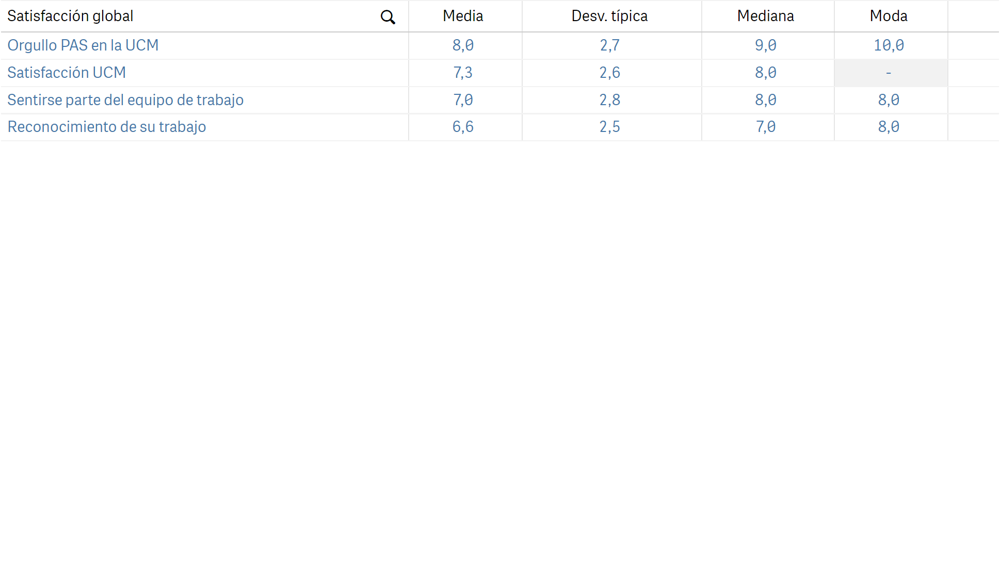 Satisfacción global Media Desv. típica Mediana Moda
Orgullo PAS en la UCM 8,0 2,7 9,0 10,0
Satisfacción UCM 7,3 2,6 8,0 -
Sentirse parte del equipo de trabajo 7,0 2,8 8,0 8,0
Reconocimiento de su trabajo 6,6 2,5 7,0 8,0